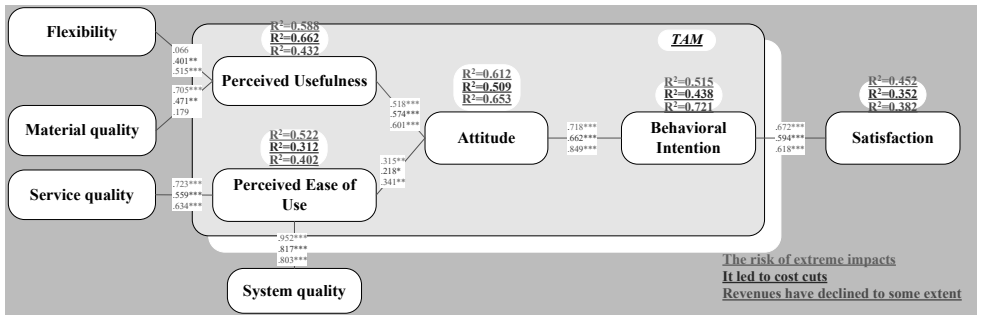 Flexibility
R²=0.588
R²=0.662
R²=0.432
TAM
.066
.401**
.515***
Perceived Usefulness
R²=0.612
R²=0.509
R²=0.653
R²=0.515
R²=0.438
R²=0.721
R²=0.452
R²=0.352
R²=0.382
.705***
.471**
.179
Material quality
.518***
.574***
.601***
Attitude
.718***
.662***
.849***
Behavioral
Intention
.672***
.594***
.618***
Satisfaction
R²=0.522
R²=0.312
R²=0.402
.315**
.218*
.341**
Service quality
.723***
.559***
.634***
Perceived Ease of
Use
.952***
.817***
.803***
System quality
The risk of extreme impacts
It led to cost cuts
Revenues have declined to some extent